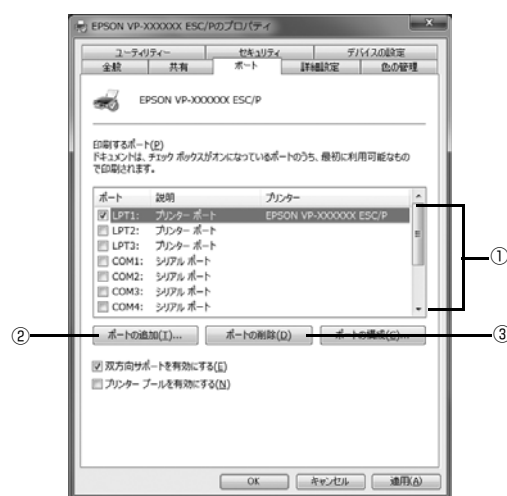 EPSON VP-XXXXXX ESC/Pのプロパティ
ユーティリティー セキュリティ デバイスの設定
全般 共有 ポート 詳細設定 色の管理
EPSON VP-XXXXXX ESC/P
印刷するポート(P)
ドキュメントは、チェック ボックスがオンになっているポートのうち、最初に利用可能なもの
で印刷されます。
ポート 説明 プリンター
LPT1: プリンター ポート EPSON VP-XXXXXX ESC/P
LPT2: プリンター ポート
LPT3: プリンター ポート
COM1: シリアル ポート
COM2: シリアル ポート
COM3: シリアル ポート
COM4: シリアル ポート
①
② ポートの追加(T)... ポートの削除(D) ポートの構成(C)... ③
双方向サポートを有効にする(E)
プリンター プールを有効にする(N)
OK キャンセル 適用(A)